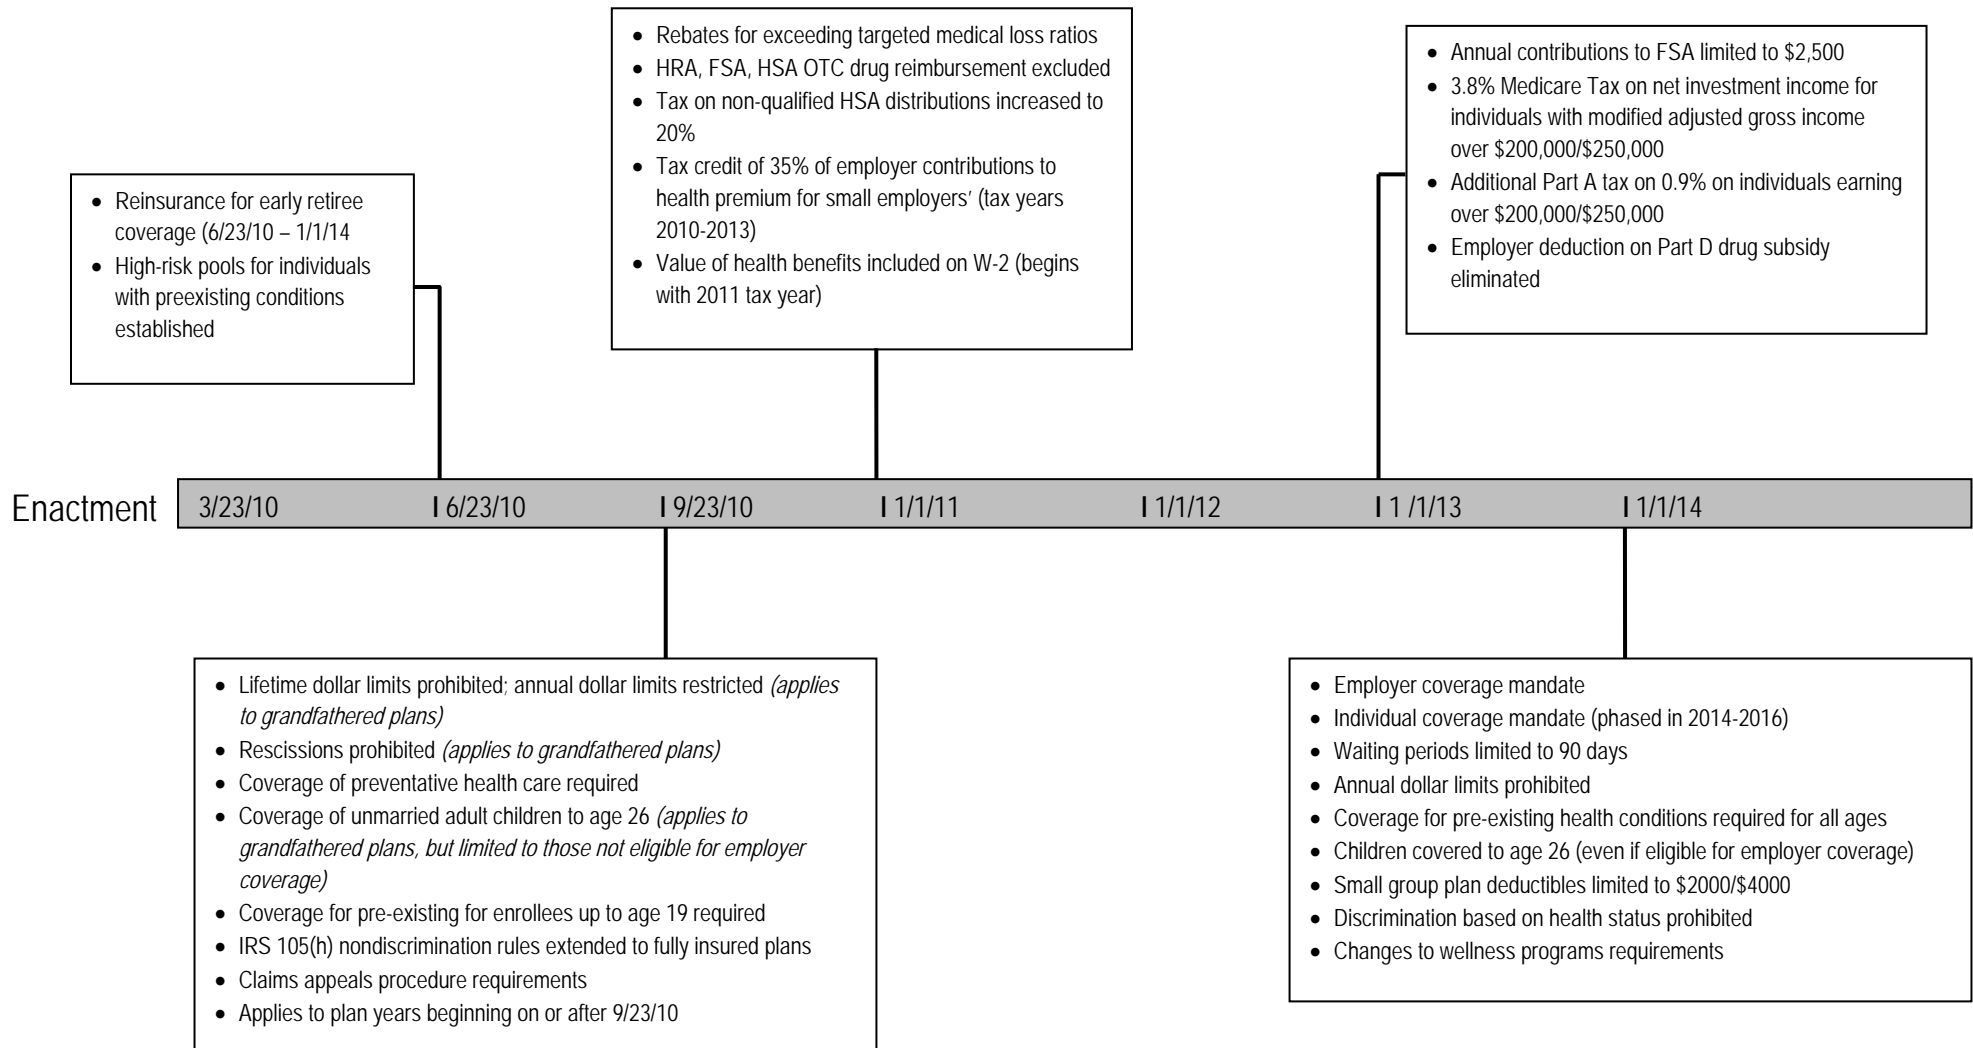 • Reinsurance for early retiree
coverage (6/23/10 – 1/1/14
• High-risk pools for individuals
with preexisting conditions
established
• Rebates for exceeding targeted medical loss ratios
• HRA, FSA, HSA OTC drug reimbursement excluded
• Tax on non-qualified HSA distributions increased to
20%
• Tax credit of 35% of employer contributions to
health premium for small employers’ (tax years
2010-2013)
• Value of health benefits included on W-2 (begins
with 2011 tax year)
• Annual contributions to FSA limited to $2,500
• 3.8% Medicare Tax on net investment income for
individuals with modified adjusted gross income
over $200,000/$250,000
• Additional Part A tax on 0.9% on individuals earning
over $200,000/$250,000
• Employer deduction on Part D drug subsidy
eliminated
Enactment 3/23/10 I 6/23/10 I 9/23/10 I 1/1/11 I 1/1/12 I 1 /1/13 I 1/1/14
• Lifetime dollar limits prohibited; annual dollar limits restricted (applies
to grandfathered plans)
• Rescissions prohibited (applies to grandfathered plans)
• Coverage of preventative health care required
• Coverage of unmarried adult children to age 26 (applies to
grandfathered plans, but limited to those not eligible for employer
coverage)
• Coverage for pre-existing for enrollees up to age 19 required
• IRS 105(h) nondiscrimination rules extended to fully insured plans
• Claims appeals procedure requirements
• Applies to plan years beginning on or after 9/23/10
• Employer coverage mandate
• Individual coverage mandate (phased in 2014-2016)
• Waiting periods limited to 90 days
• Annual dollar limits prohibited
• Coverage for pre-existing health conditions required for all ages
• Children covered to age 26 (even if eligible for employer coverage)
• Small group plan deductibles limited to $2000/$4000
• Discrimination based on health status prohibited
• Changes to wellness programs requirements